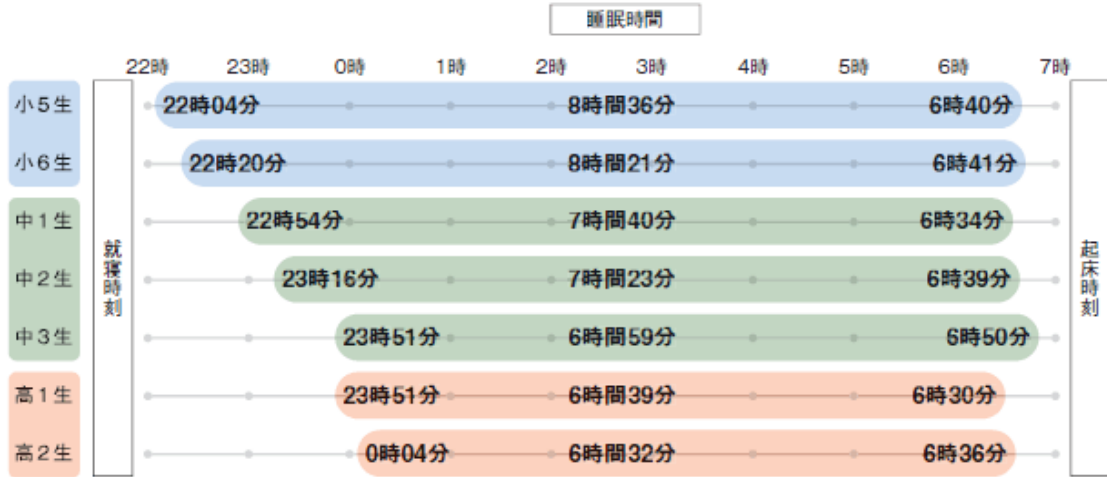 睡眠時間
22時 23時 0時 1時 2時 3時 4時 5時 6時 7時
就寝時刻
起床時刻
小5生 22時04分 8時間36分 6時40分
小6生 22時20分 8時間21分 6時41分
中1生 22時54分 7時間40分 6時34分
中2生 23時16分 7時間23分 6時39分
中3生 23時51分 6時間59分 6時50分
高1生 23時51分 6時間39分 6時30分
高2生 0時04分 6時間32分 6時36分